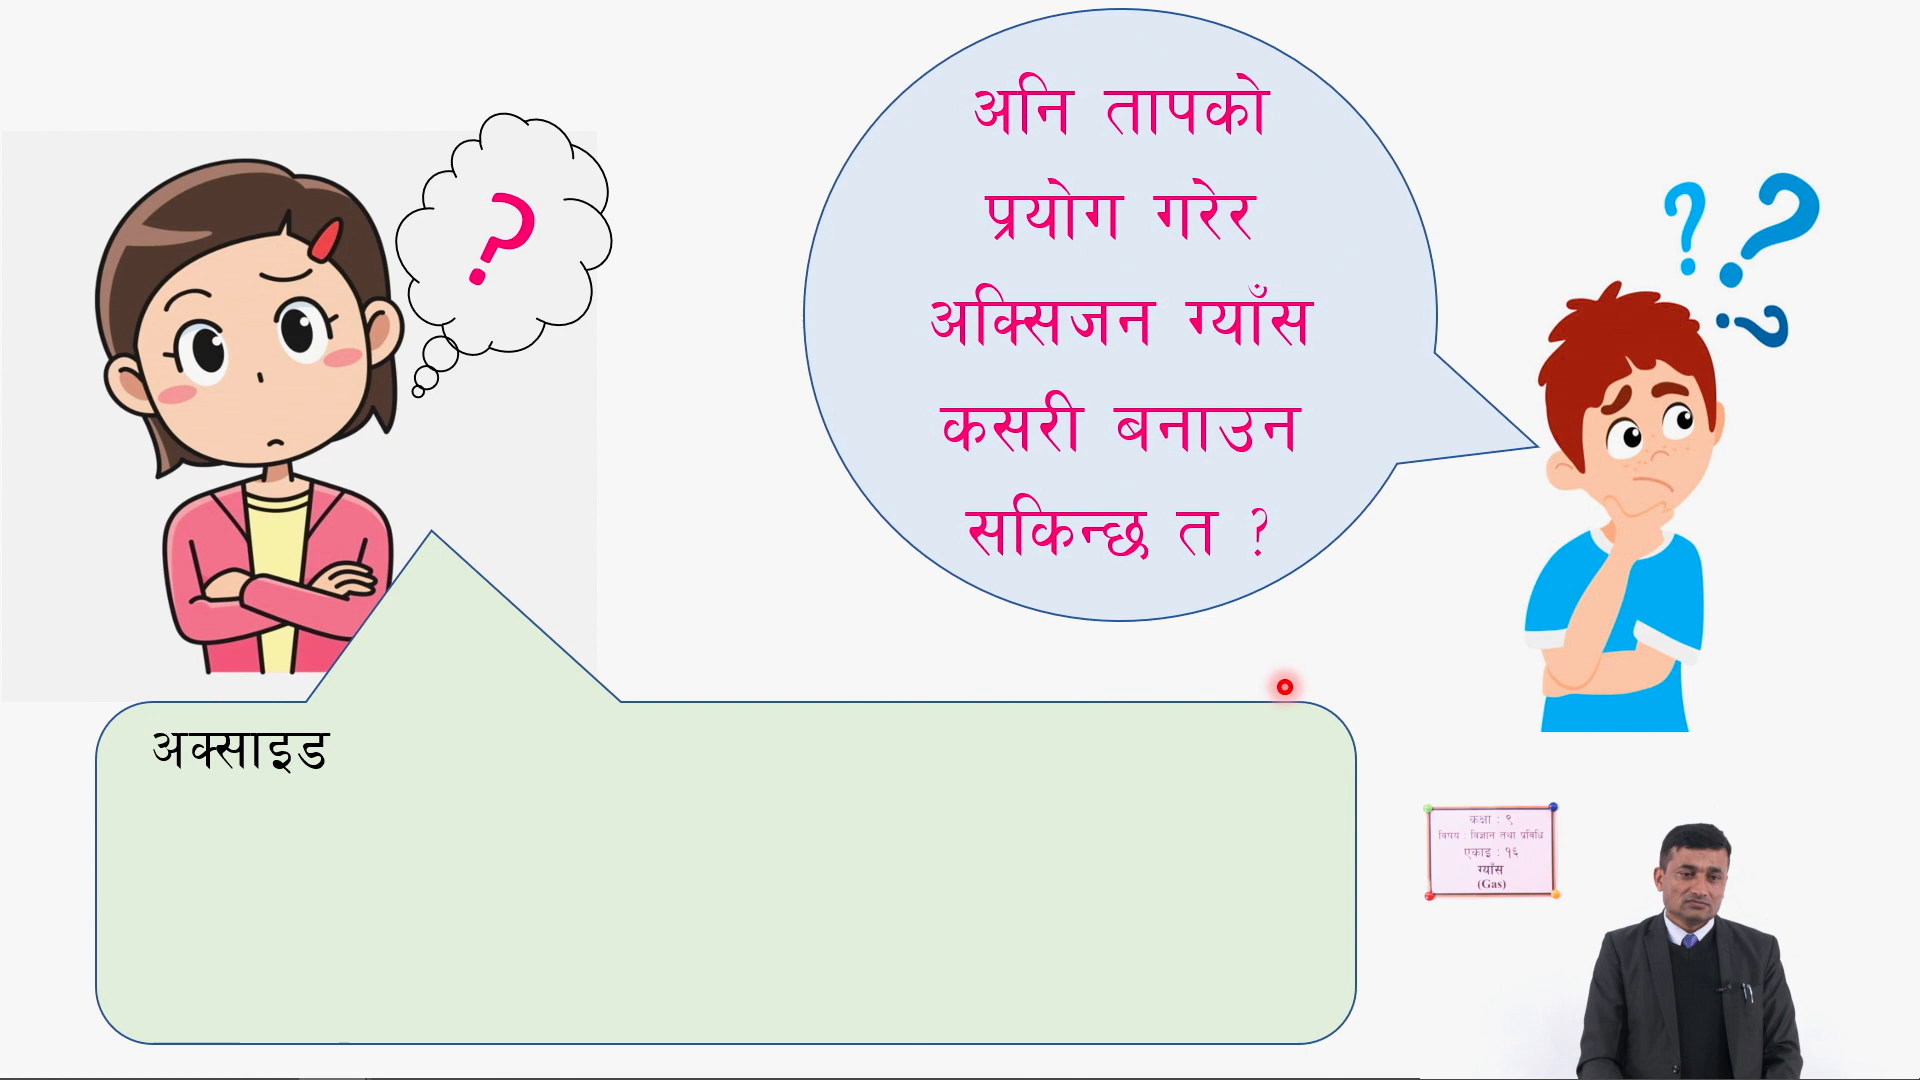 ?
अनि तापको
प्रयोग गरेर
अक्सिजन ग्याँस
कसरी बनाउन
सकिन्छ त ?
? ? ?
अक्साइड
कक्षा : ९
विषय : विज्ञान तथा प्रविधि
एकाइ : १६
ग्याँस
(Gas)